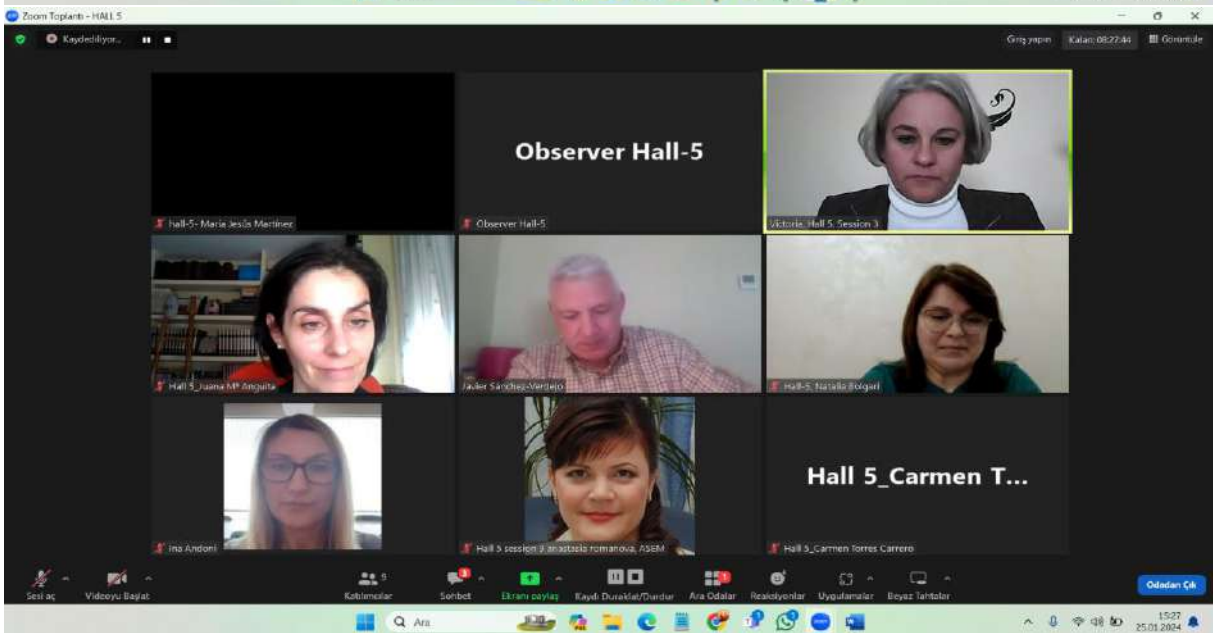 Zoom Toplantı - HALL 5
Kaydediliyor...
Giriş yapın
Kalan: 08:27:44
Görüntüle
Observer Hall-5
hall-5- Maria Jesús Martínez
Observer Hall-5
Victoria, Hall 5, Session 3
Hall 5_Juana Mª Anguita
Javier Sánchez-Verdejo
Hall-5, Natalia Bolgari
Hall 5_Carmen T...
Ina Andoni
Hall 5 session 9 anastasia romanova, ASEM
Hall 5_Carmen Torres Carrero
Sesi aç
Videoyu Başlat
5
Katılımcılar
3
Sohbet
Ekranı paylaş
Kaydı Duraklat/Durdur
1
Ara Odalar
Reaksiyonlar
Uygulamalar
Beyaz Tahtalar
Odadan Çık
Ara
15:27
25.01.2024